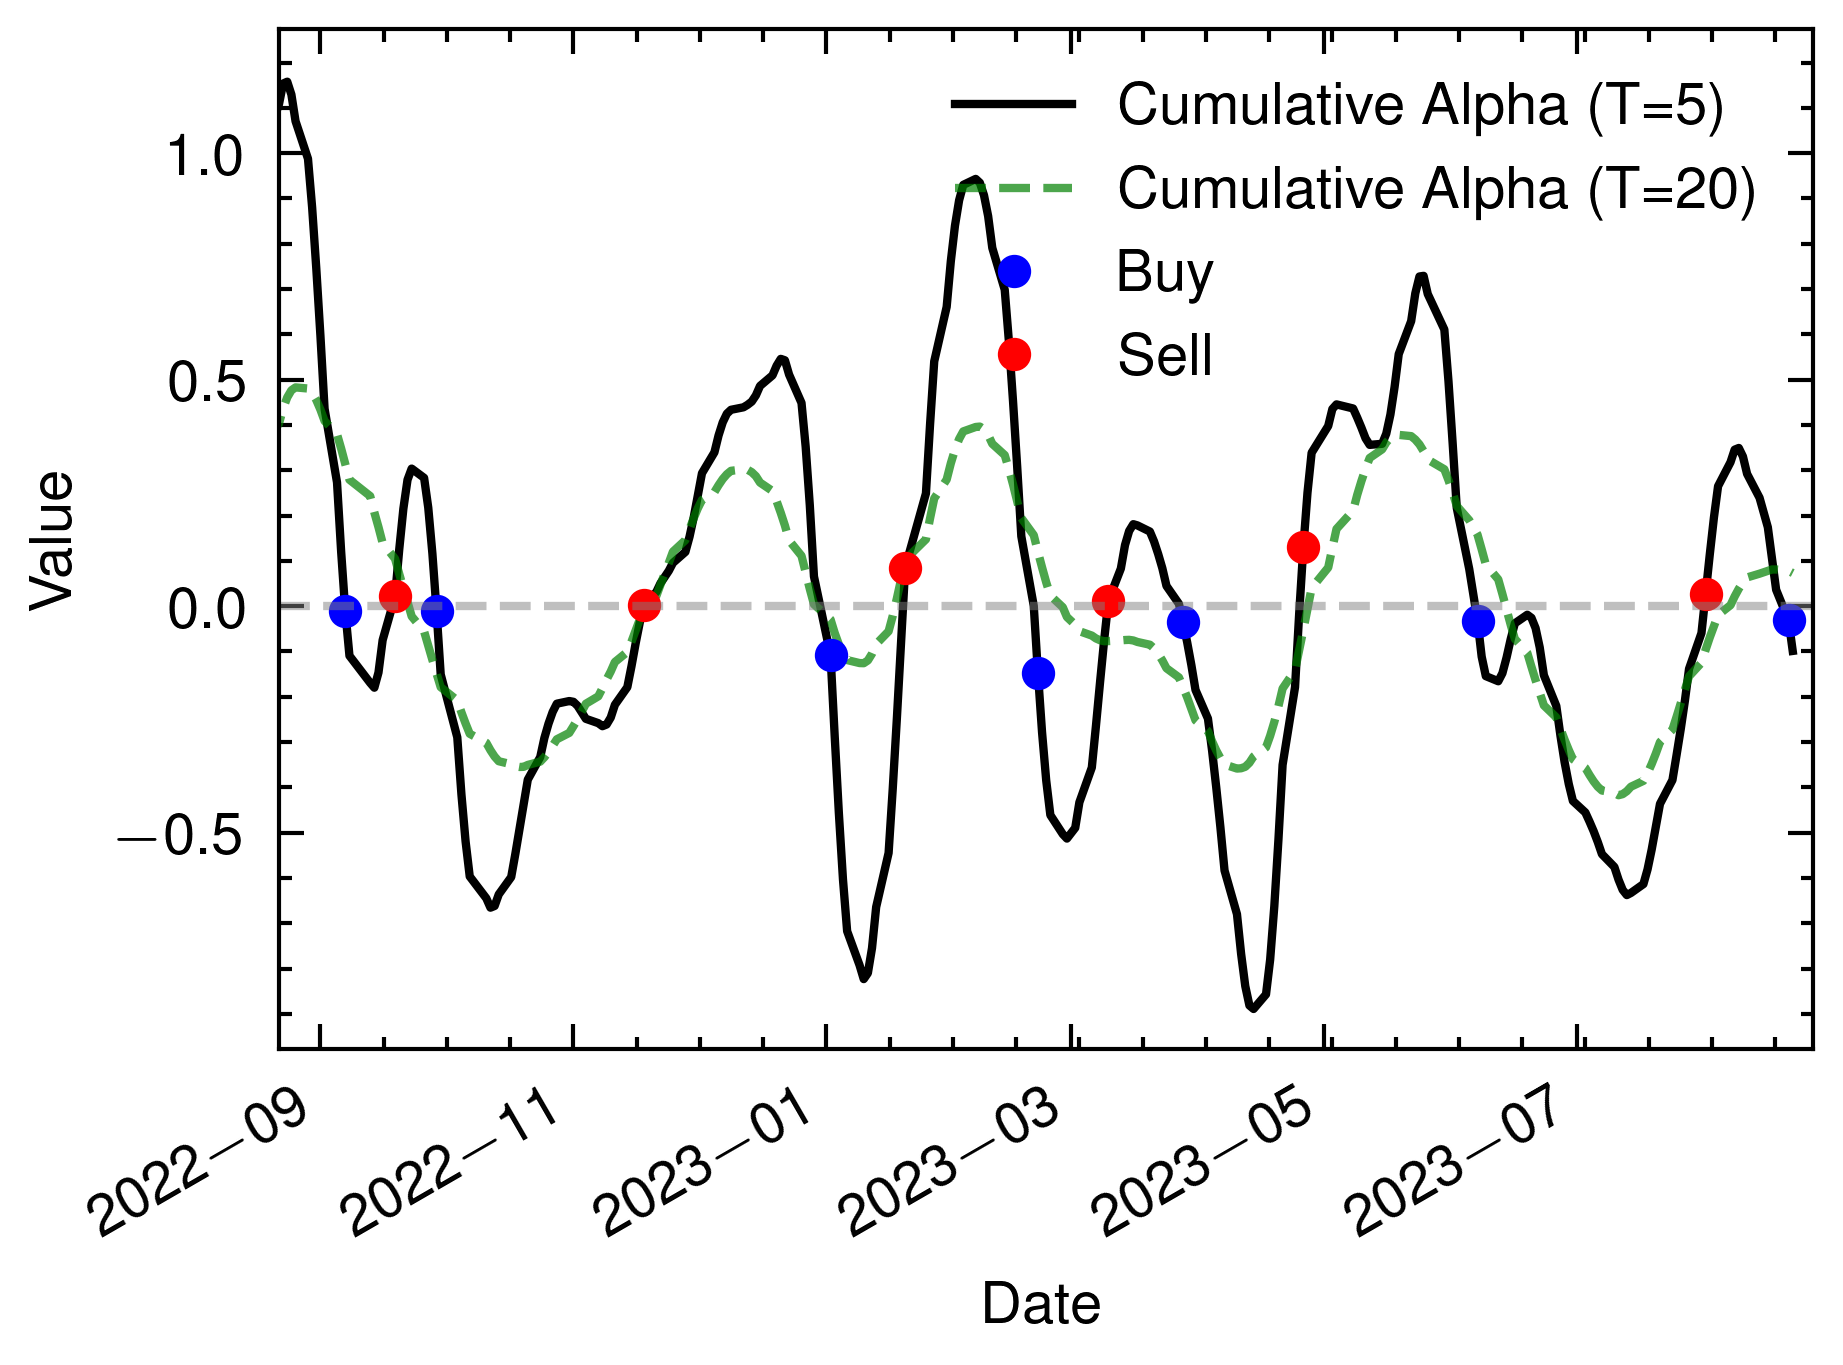 Cumulative Alpha (T=5)
Cumulative Alpha (T=20)
Buy
Sell
Value
1.0
0.5
0.0
−0.5
2022−09
2022−11
2023−01
2023−03
2023−05
2023−07
Date